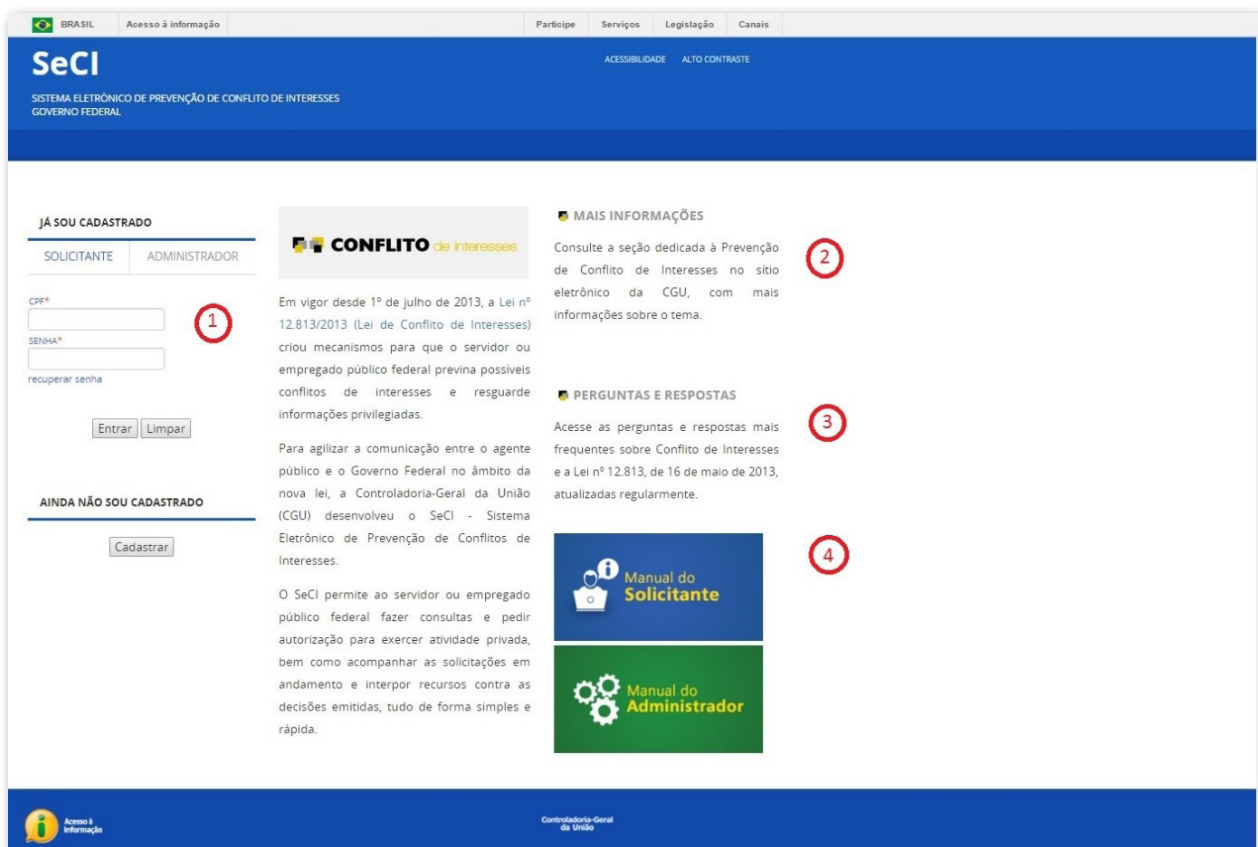 BRASIL
Acesso à informação
Participe
Serviços
Legislação
Canais
SeCI
ACESSIBILIDADE
ALTO CONTRASTE
SISTEMA ELETRÔNICO DE PREVENÇÃO DE CONFLITO DE INTERESSES
GOVERNO FEDERAL
JÁ SOU CADASTRADO
SOLICITANTE
ADMINISTRADOR
CPF*
SENHA*
recuperar senha
1
Entrar
Limpar
AINDA NÃO SOU CADASTRADO
Cadastrar
CONFLITO de interesses
Em vigor desde 1º de julho de 2013, a Lei nº
12.813/2013 (Lei de Conflito de Interesses)
criou mecanismos para que o servidor ou
empregado público federal previna possíveis
conflitos de interesses e resguarde
informações privilegiadas.
Para agilizar a comunicação entre o agente
público e o Governo Federal no âmbito da
nova lei, a Controladoria-Geral da União
(CGU) desenvolveu o SeCI - Sistema
Eletrônico de Prevenção de Conflitos de
Interesses.
O SeCI permite ao servidor ou empregado
público federal fazer consultas e pedir
autorização para exercer atividade privada,
bem como acompanhar as solicitações em
andamento e interpor recursos contra as
decisões emitidas, tudo de forma simples e
rápida.
MAIS INFORMAÇÕES
Consulte a seção dedicada à Prevenção
de Conflito de Interesses no sítio
eletrônico da CGU, com mais
informações sobre o tema.
2
PERGUNTAS E RESPOSTAS
Acesse as perguntas e respostas mais
frequentes sobre Conflito de Interesses
e a Lei nº 12.813, de 16 de maio de 2013,
atualizadas regularmente.
3
Manual do
Solicitante
4
Manual do
Administrador
Acesso à
Informação
Controladoria-Geral
da União